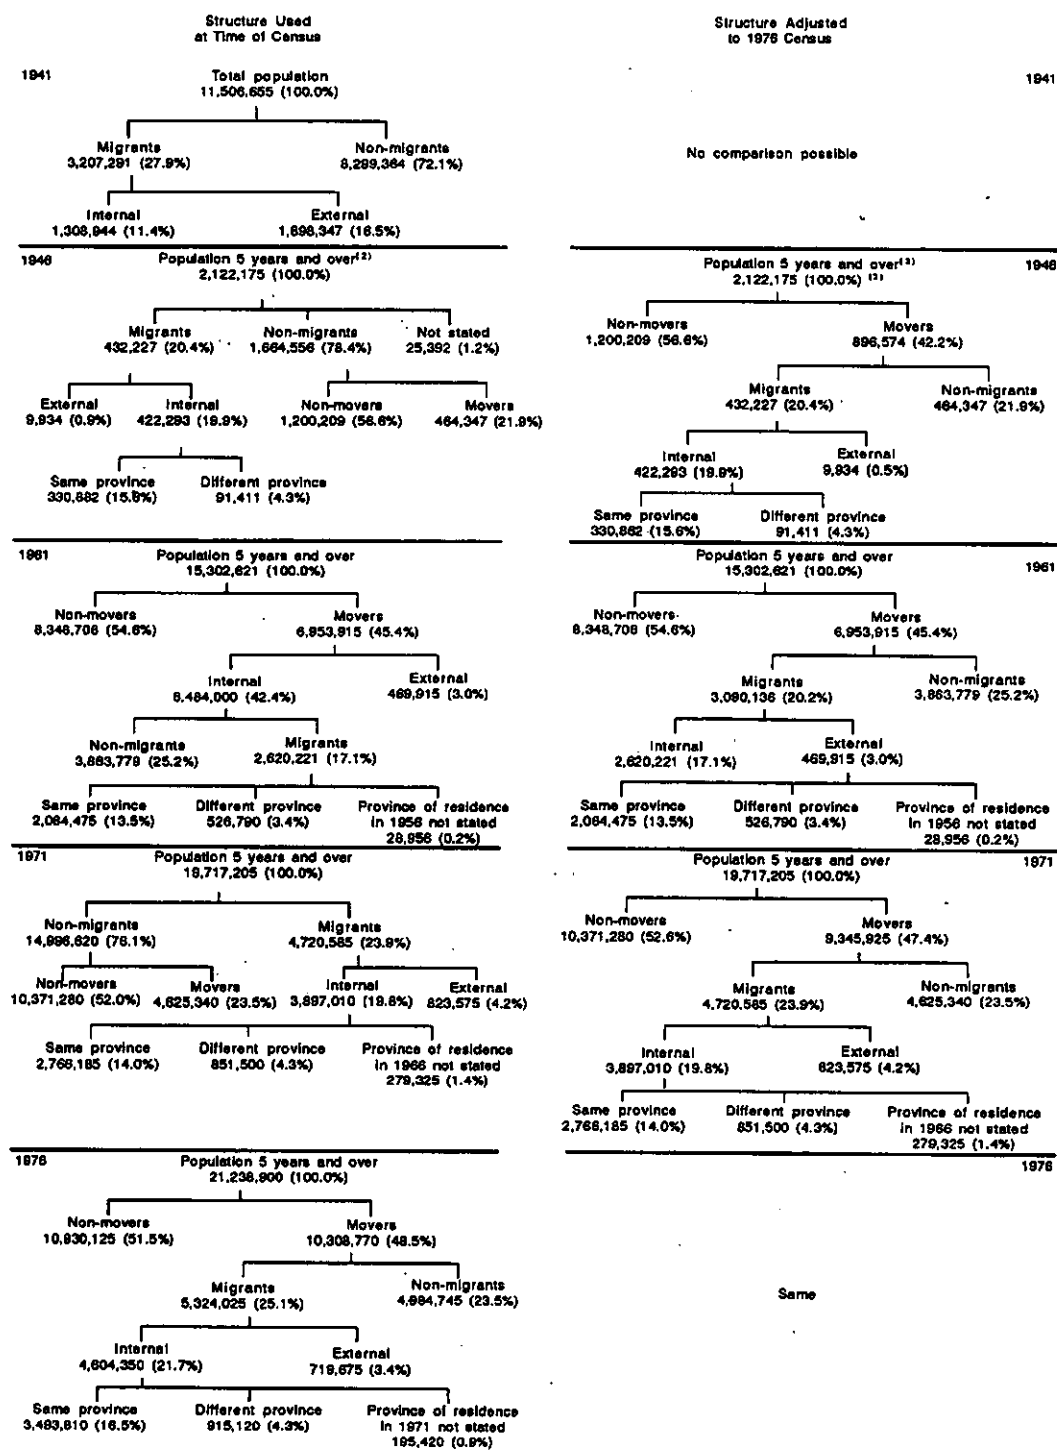 Structure Used
at Time of Census
Structure Adjusted
to 1976 Census
1941
Total population
11,506,655 (100.0%)
1941
Migrants
3,207,291 (27.9%)
Non-migrants
8,299,364 (72.1%)
No comparison possible
Internal
1,308,944 (11.4%)
External
1,898,347 (16.5%)
1946
Population 5 years and over(2)
2,122,175 (100.0%)
Population 5 years and over(3)
2,122,175 (100.0%) (2)
1946
Migrants
432,227 (20.4%)
Non-migrants
1,664,556 (78.4%)
Not stated
25,392 (1.2%)
Non-movers
1,200,209 (56.6%)
Movers
896,574 (42.2%)
External
9,934 (0.9%)
Internal
422,293 (19.9%)
Non-movers
1,200,209 (56.6%)
Movers
464,347 (21.9%)
Migrants
432,227 (20.4%)
Non-migrants
464,347 (21.9%)
Same province
330,882 (15.6%)
Different province
91,411 (4.3%)
Internal
422,293 (19.9%)
External
9,934 (0.5%)
Same province
330,882 (15.6%)
Different province
91,411 (4.3%)
1961
Population 5 years and over
15,302,621 (100.0%)
Population 5 years and over
15,302,621 (100.0%)
1961
Non-movers
8,348,706 (54.6%)
Movers
6,953,915 (45.4%)
Non-movers
8,348,706 (54.6%)
Movers
6,953,915 (45.4%)
Internal
6,484,000 (42.4%)
External
469,915 (3.0%)
Migrants
3,090,136 (20.2%)
Non-migrants
3,863,779 (25.2%)
Non-migrants
3,863,779 (25.2%)
Migrants
2,620,221 (17.1%)
Internal
2,620,221 (17.1%)
External
469,915 (3.0%)
Same province
2,064,475 (13.5%)
Different province
526,790 (3.4%)
Province of residence
in 1956 not stated
28,956 (0.2%)
Same province
2,064,475 (13.5%)
Different province
526,790 (3.4%)
Province of residence
in 1956 not stated
28,956 (0.2%)
1971
Population 5 years and over
19,717,205 (100.0%)
Population 5 years and over
19,717,205 (100.0%)
1971
Non-migrants
14,996,620 (76.1%)
Migrants
4,720,585 (23.9%)
Non-movers
10,371,280 (52.6%)
Movers
9,345,925 (47.4%)
Non-movers
10,371,280 (52.0%)
Movers
4,625,340 (23.5%)
Internal
3,897,010 (19.8%)
External
823,575 (4.2%)
Migrants
4,720,585 (23.9%)
Non-migrants
4,625,340 (23.5%)
Same province
2,766,185 (14.0%)
Different province
851,500 (4.3%)
Province of residence
in 1966 not stated
279,325 (1.4%)
Internal
3,897,010 (19.8%)
External
823,575 (4.2%)
Same province
2,766,185 (14.0%)
Different province
851,500 (4.3%)
Province of residence
in 1966 not stated
279,325 (1.4%)
1976
Population 5 years and over
21,238,900 (100.0%)
1976
Non-movers
10,930,125 (51.5%)
Movers
10,308,770 (48.5%)
Migrants
5,324,025 (25.1%)
Non-migrants
4,984,745 (23.5%)
Same
Internal
4,604,350 (21.7%)
External
719,675 (3.4%)
Same province
3,493,810 (16.5%)
Different province
915,120 (4.3%)
Province of residence
in 1971 not stated
195,420 (0.9%)